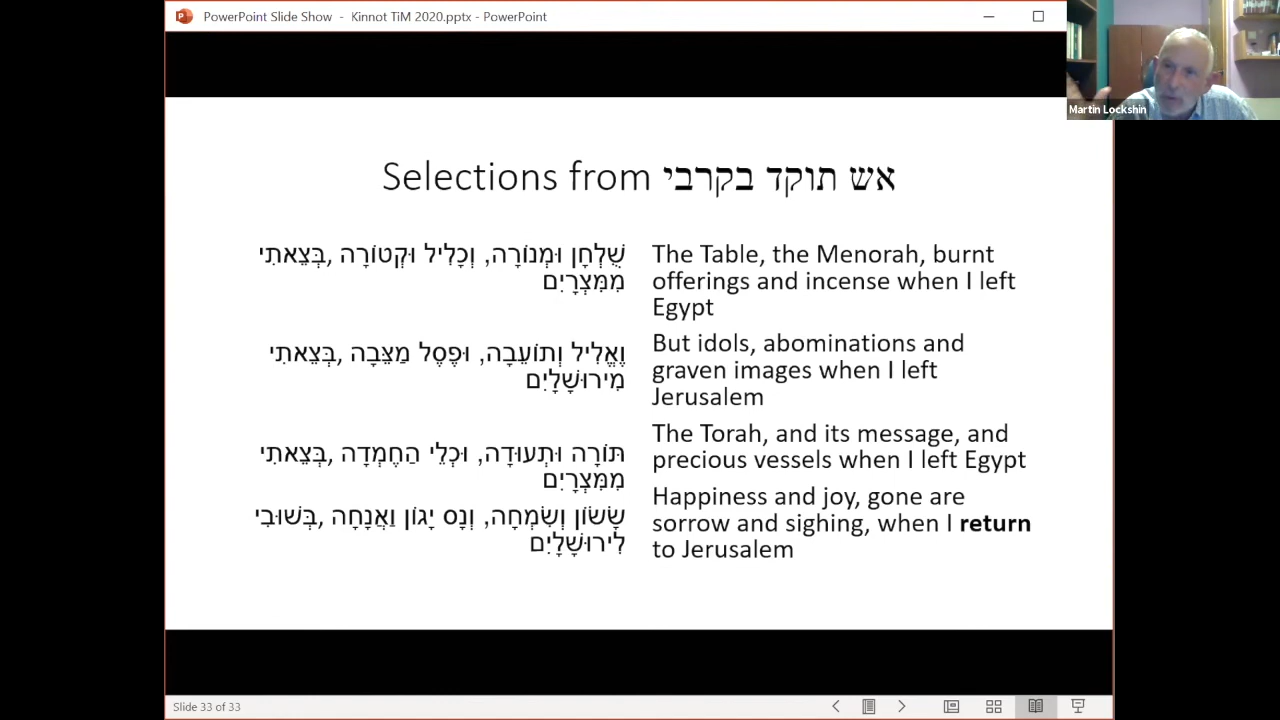 PowerPoint Slide Show - Kinnot TiM 2020.pptx - PowerPoint
Martin Lockshin
Selections from אש תוקד בקרבי
שֻׁלְחָן וּמְנוֹרָה, וְכָלִיל וּקְטוֹרָה ,בְּצֵאתִי
מִמִּצְרָיִם
וֶאֱלִיל וְתוֹעֵבָה, וּפֶסֶל מַצֵּבָה ,בְּצֵאתִי
מִירוּשָׁלָיִם
תּוֹרָה וּתְעוּדָה, וּכְלֵי הַחֶמְדָה ,בְּצֵאתִי
מִמִּצְרָיִם
שָׂשׂוֹן וְשִׂמְחָה, וְנָס יָגוֹן וַאֲנָחָה ,בְּשׁוּבִי
לִירוּשָׁלָיִם
The Table, the Menorah, burnt
offerings and incense when I left
Egypt
But idols, abominations and
graven images when I left
Jerusalem
The Torah, and its message, and
precious vessels when I left Egypt
Happiness and joy, gone are
sorrow and sighing, when I return
to Jerusalem
Slide 33 of 33